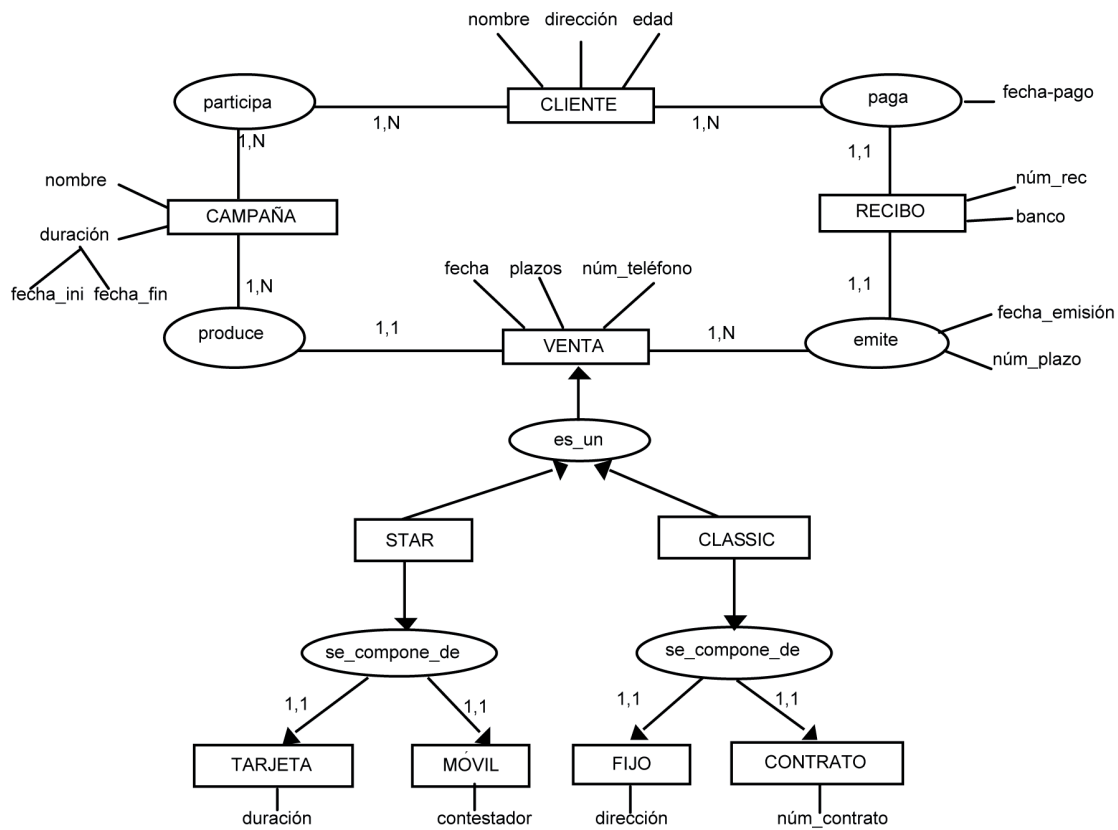 nombre dirección edad
participa
CLIENTE
paga
fecha-pago
1,N
1,N
1,N
1,1
nombre
CAMPAÑA
núm_rec
RECIBO
banco
duración
fecha_ini fecha_fin
fecha plazos núm_teléfono
1,N
1,1
produce
1,1
VENTA
1,N
emite
fecha_emisión
núm_plazo
es_un
STAR
CLASSIC
se_compone_de
se_compone_de
1,1
1,1
1,1
1,1
TARJETA
MÓVIL
FIJO
CONTRATO
duración
contestador
dirección
núm_contrato